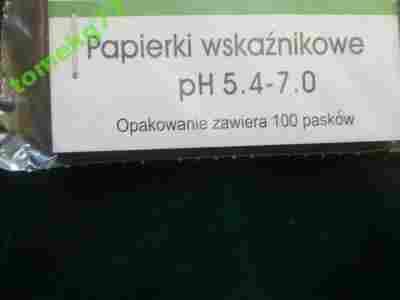 Papierki wskaźnikowe
pH 5.4-7.0
Opakowanie zawiera 100 pasków